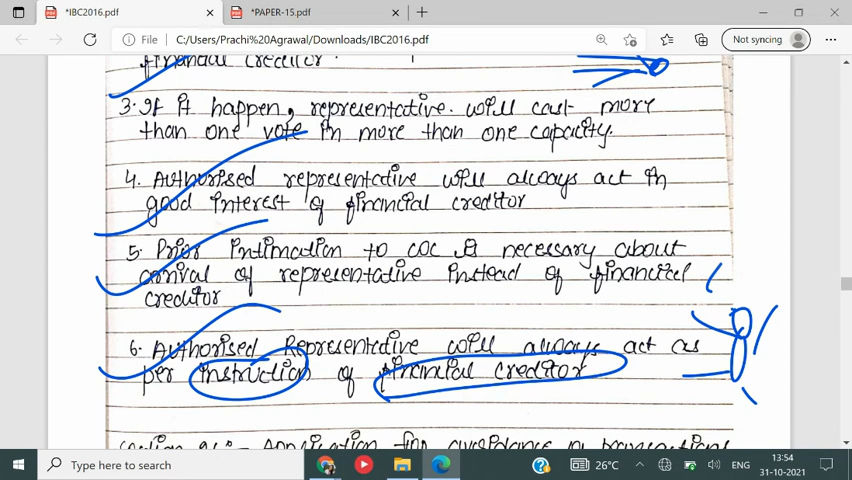 *IBC2016.pdf
*PAPER-15.pdf
File
C:/Users/Prachi%20Agrawal/Downloads/IBC2016.pdf
Not syncing
financial creditor.
3. If it happen, representative will cast more
than one vote in more than one capacity.
4. Authorised representative will always act in
good interest of financial creditor
5. Prior intimation to COC is necessary about
arrival of representative instead of financial
creditor
6. Authorised Representative will always act as
per instruction of financial creditor
Application for avoidance
Type here to search
26°C
ENG
13:54
31-10-2021